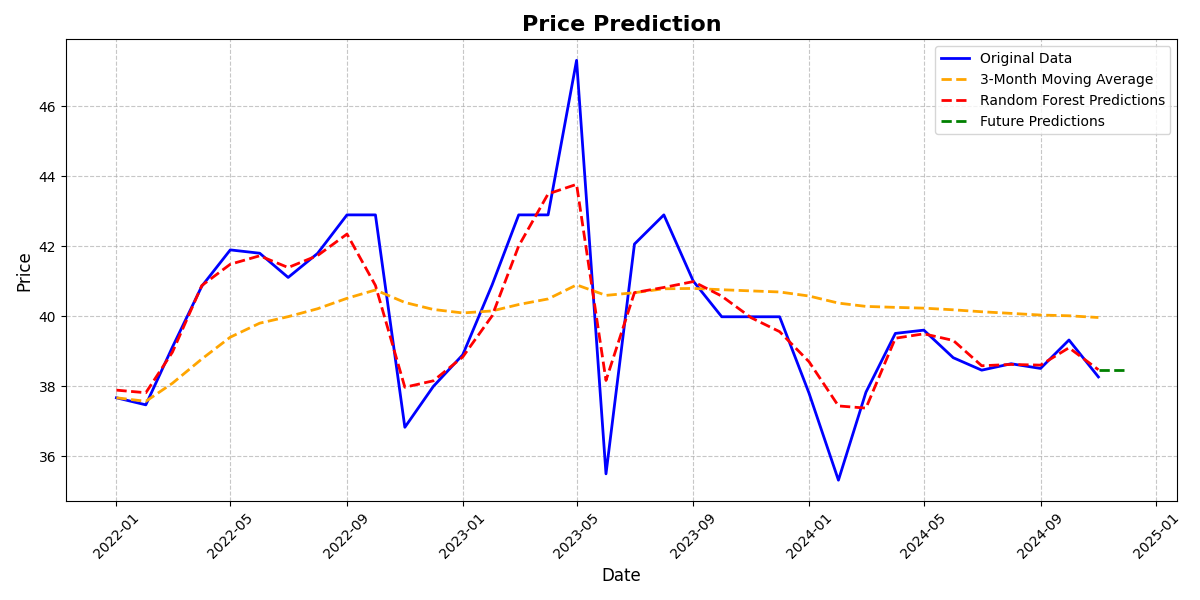 Price Prediction
Original Data
3-Month Moving Average
Random Forest Predictions
Future Predictions
Price
46
44
42
40
38
36
2022-01
2022-05
2022-09
2023-01
2023-05
2023-09
2024-01
2024-05
2024-09
2025-01
Date